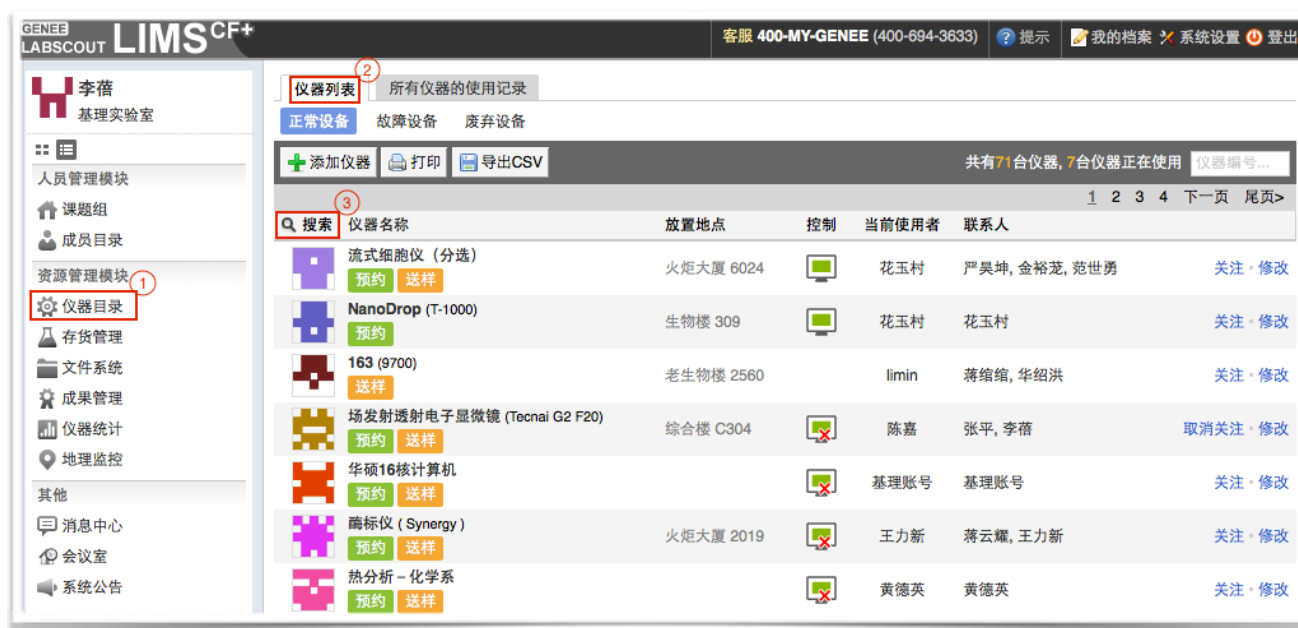 GENEE
LABSCOUT LIMS CF+
客服 400-MY-GENEE (400-694-3633) 提示 我的档案 系统设置 登出
李蓓
基理实验室
人员管理模块
课题组
成员目录
资源管理模块 1
仪器目录
存货管理
文件系统
成果管理
仪器统计
地理监控
其他
消息中心
会议室
系统公告
仪器列表 2 所有仪器的使用记录
正常设备 故障设备 废弃设备
添加仪器 打印 导出CSV 共有71台仪器, 7台仪器正在使用 仪器编号...
1 2 3 4 下一页 尾页>
3
搜索 仪器名称 放置地点 控制 当前使用者 联系人
流式细胞仪（分选）
预约 送样 火炬大厦 6024 花玉村 严昊坤, 金裕茏, 范世勇 关注 · 修改
NanoDrop (T-1000)
预约 生物楼 309 花玉村 花玉村 关注 · 修改
163 (9700)
送样 老生物楼 2560 limin 蒋绾绾, 华绍洪 关注 · 修改
场发射透射电子显微镜 (Tecnai G2 F20)
预约 送样 综合楼 C304 陈嘉 张平, 李蓓 取消关注 · 修改
华硕16核计算机
预约 送样 基理账号 基理账号 关注 · 修改
酶标仪 ( Synergy )
预约 送样 火炬大厦 2019 王力新 蒋云耀, 王力新 关注 · 修改
热分析 – 化学系
预约 送样 黄德英 黄德英 关注 · 修改